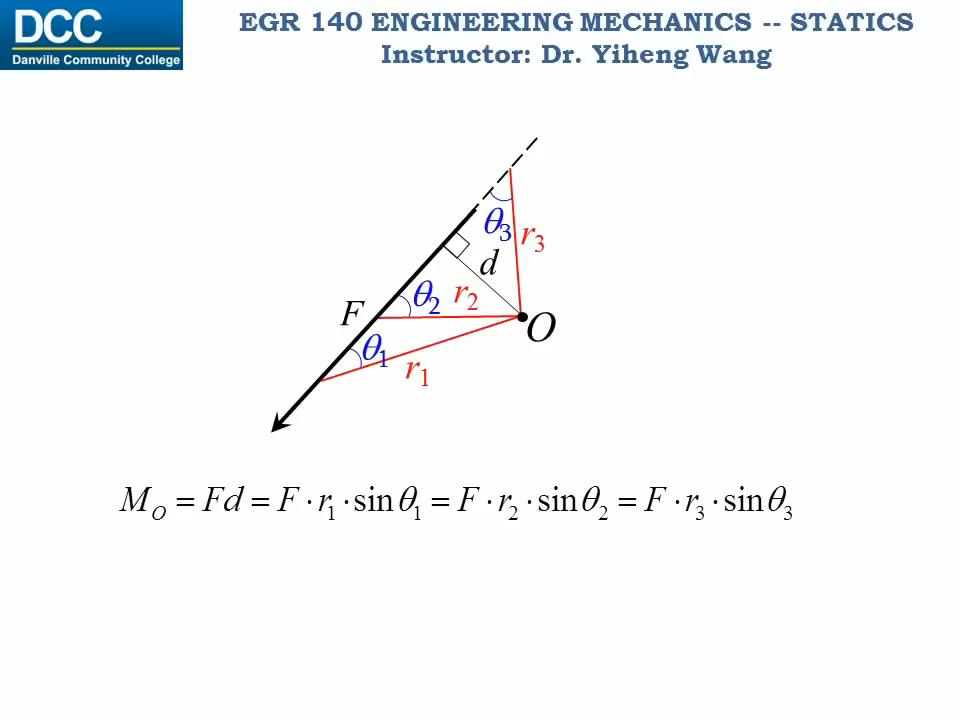 DCC
Danville Community College
EGR 140 ENGINEERING MECHANICS -- STATICS
Instructor: Dr. Yiheng Wang
θ3
r3
d
θ2
r2
F
O
θ1
r1
M_O = Fd = F · r₁ · sin θ₁ = F · r₂ · sin θ₂ = F · r₃ · sin θ₃